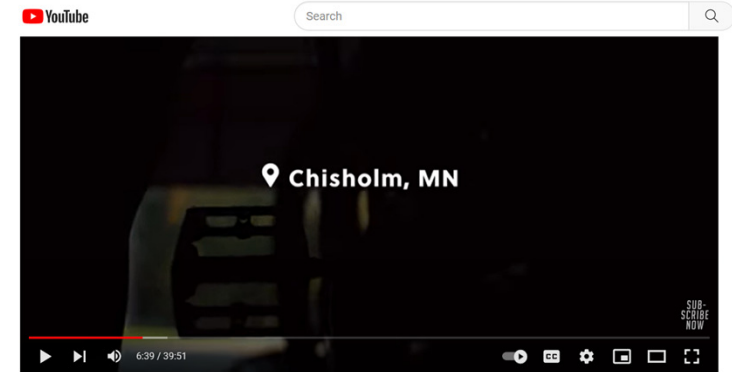 YouTube
Search
Chisholm, MN
SUB-
SCRIBE
NOW
6:39 / 39:51
CC